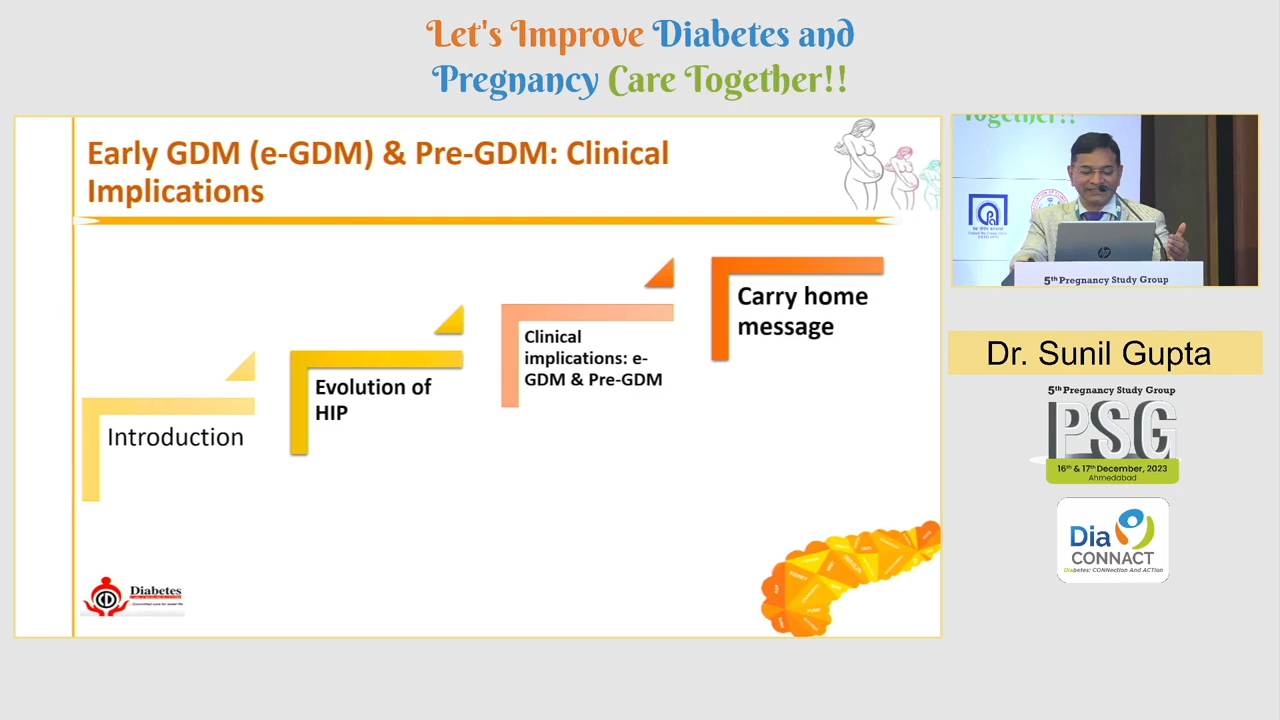 Let's Improve Diabetes and
Pregnancy Care Together!!
Early GDM (e-GDM) & Pre-GDM: Clinical
Implications
Introduction
Evolution of
HIP
Clinical
implications: e-
GDM & Pre-GDM
Carry home
message
Diabetes
Together!!
hp
5th Pregnancy Study Group
Dr. Sunil Gupta
5th Pregnancy Study Group
PSG
16th & 17th December, 2023
Ahmedabad
Dia
CONNACT
Diabetes: CONNection And ACTion